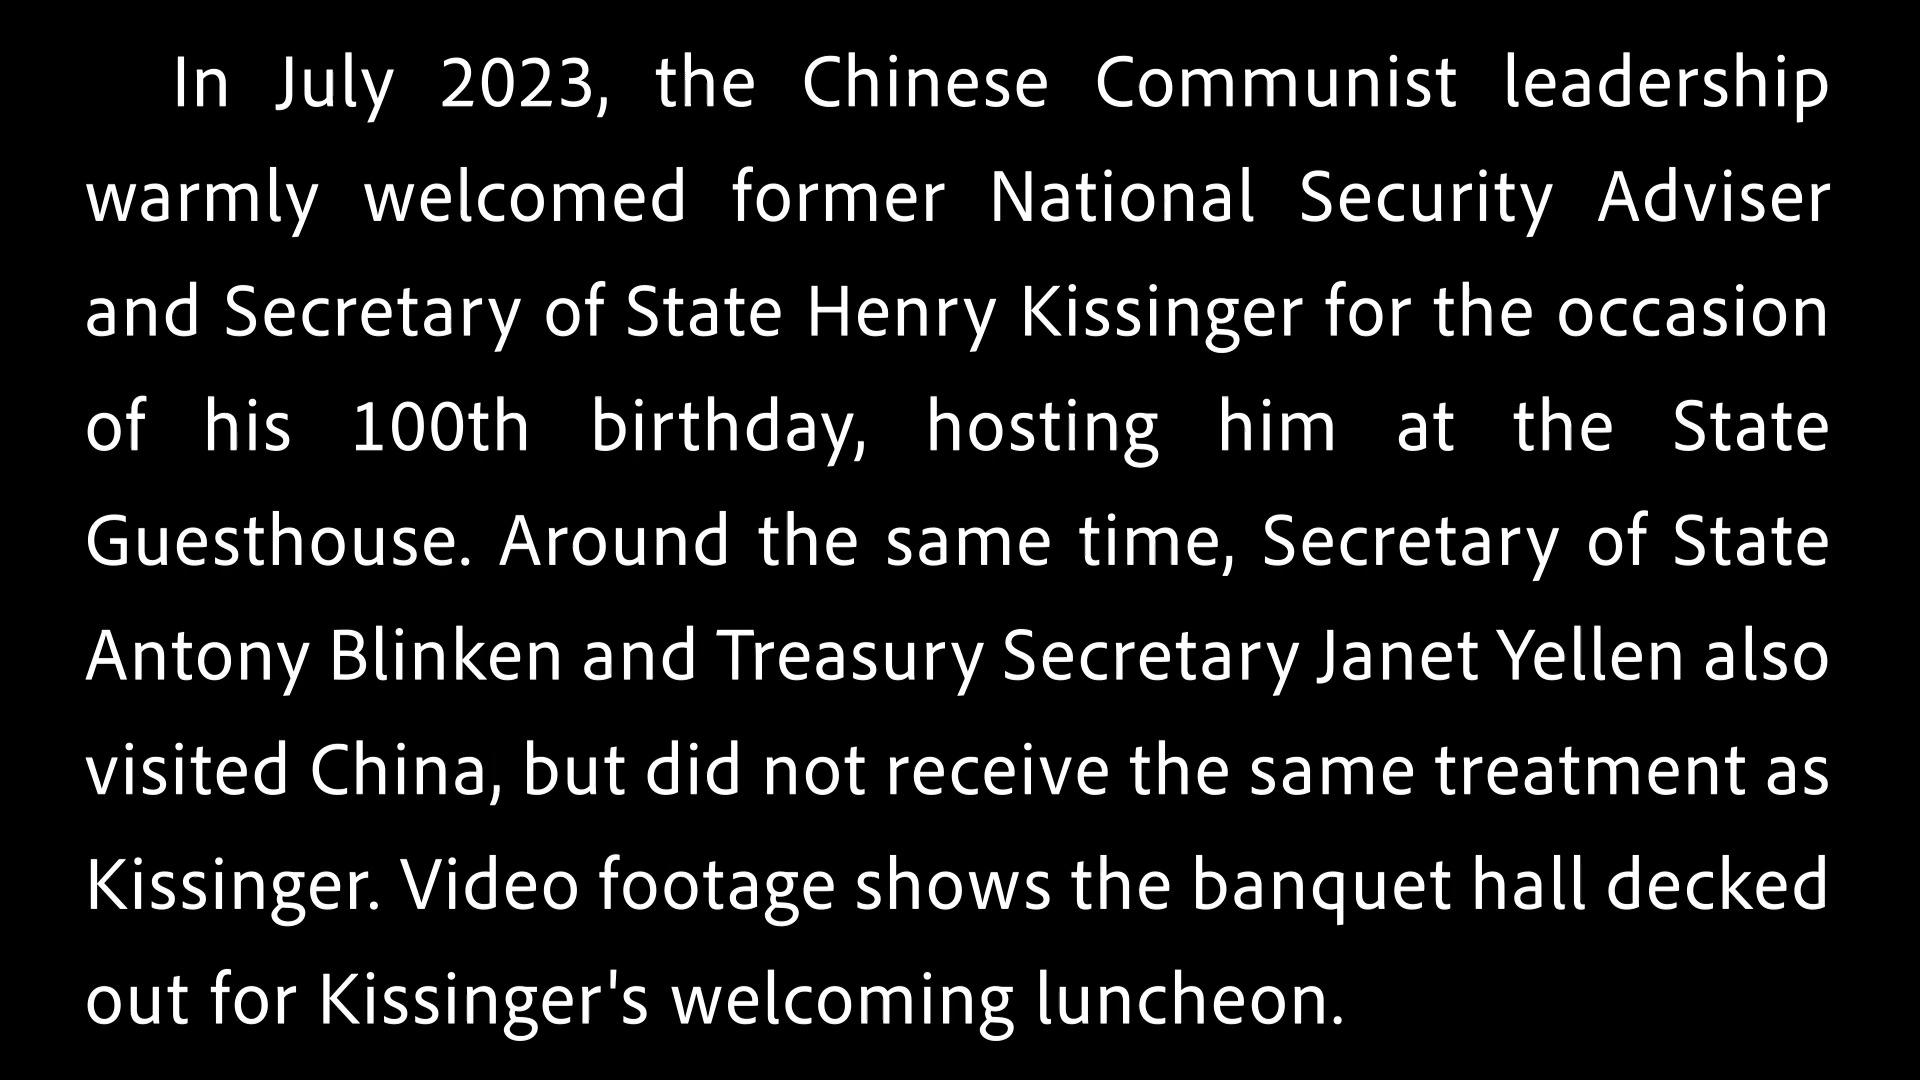 In July 2023, the Chinese Communist leadership
warmly welcomed former National Security Adviser
and Secretary of State Henry Kissinger for the occasion
of his 100th birthday, hosting him at the State
Guesthouse. Around the same time, Secretary of State
Antony Blinken and Treasury Secretary Janet Yellen also
visited China, but did not receive the same treatment as
Kissinger. Video footage shows the banquet hall decked
out for Kissinger's welcoming luncheon.